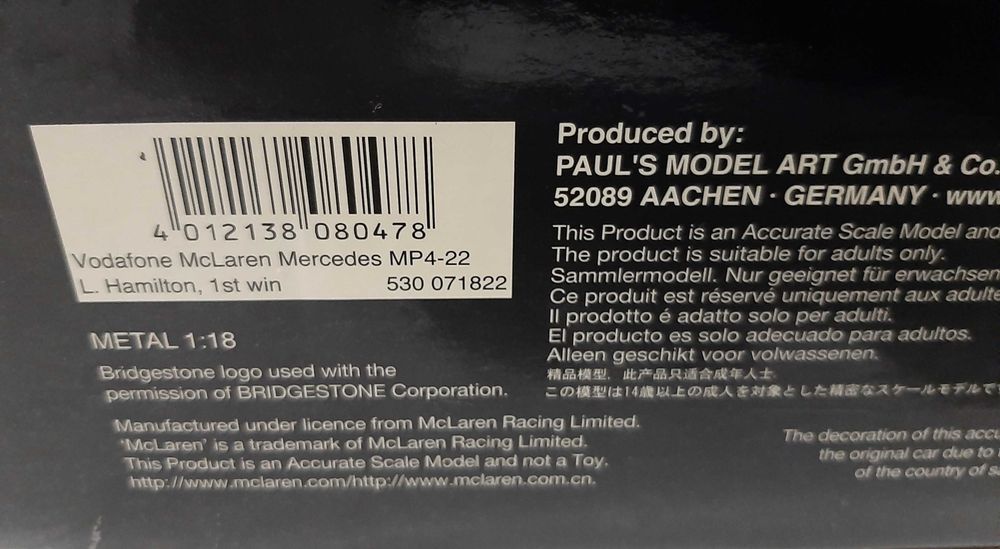 4 012138 080478
Vodafone McLaren Mercedes MP4-22
L. Hamilton, 1st win 530 071822
METAL 1:18
Bridgestone logo used with the
permission of BRIDGESTONE Corporation.
Manufactured under licence from McLaren Racing Limited.
'McLaren' is a trademark of McLaren Racing Limited.
This Product is an Accurate Scale Model and not a Toy.
http://www.mclaren.com/http://www.mclaren.com.cn.
Produced by:
PAUL'S MODEL ART GmbH & Co.
52089 AACHEN · GERMANY · www
This Product is an Accurate Scale Model and
The product is suitable for adults only.
Sammlermodell. Nur geeignet für erwachsen
Ce produit est réservé uniquement aux adulte
Il prodotto é adatto solo per adulti.
El producto es solo adecuado para adultos.
Alleen geschikt voor volwassenen.
精品模型，此产品只适合成年人士
この模型は14歳以上の成人を対象とした精密なスケールモデルで
The decoration of this acc
the original car due to
of the country of s